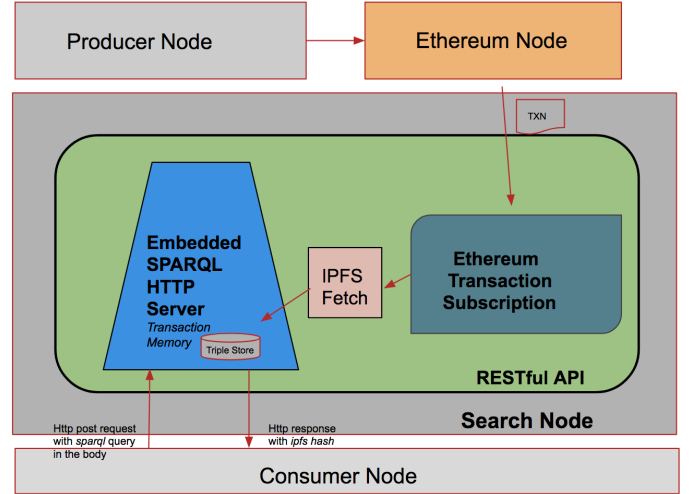 Producer Node
Ethereum Node
TXN
Embedded
SPARQL
HTTP
Server
Transaction
Memory
Triple Store
IPFS
Fetch
Ethereum
Transaction
Subscription
RESTful API
Search Node
Http post request
with sparql query
in the body
Http response
with ipfs hash
Consumer Node